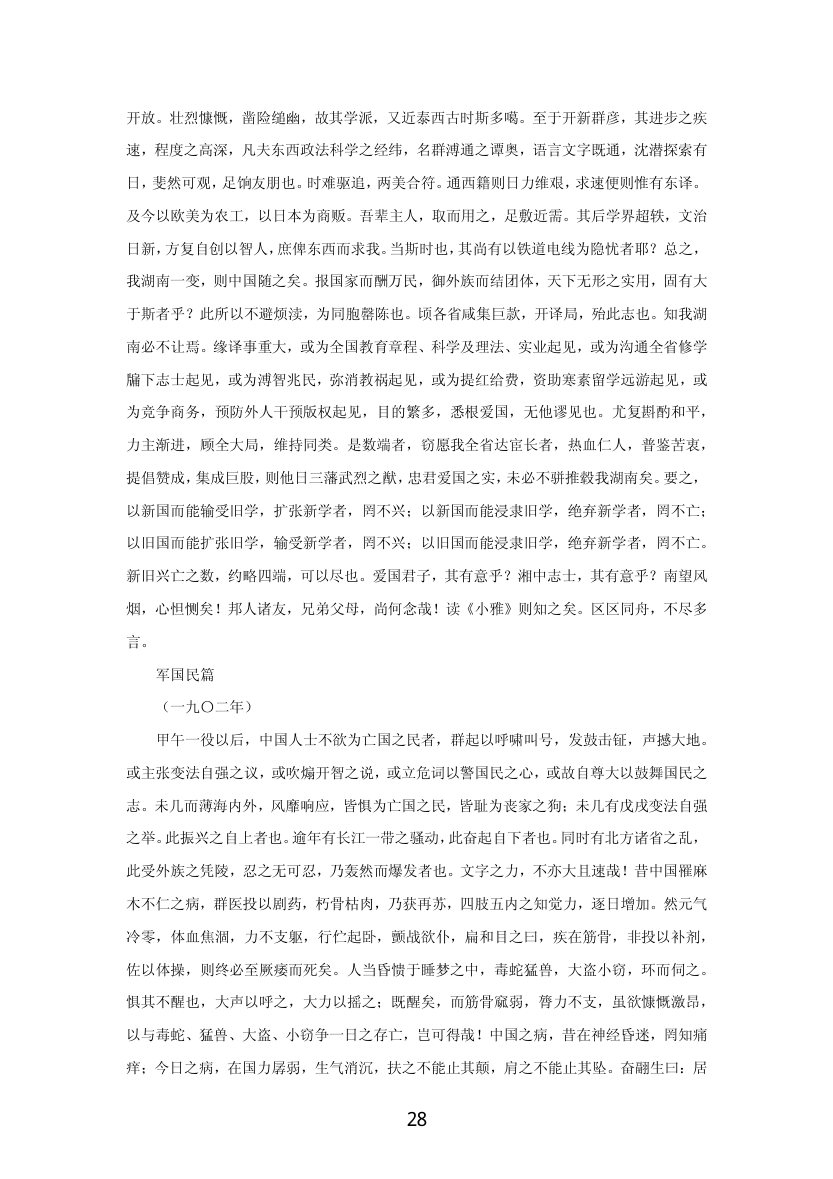 开放。壮烈慷慨，凿险缒幽，故其学派，又近泰西古时斯多噶。至于开新群彦，其进步之疾
速，程度之高深，凡夫东西政法科学之经纬，名群溥通之谭奥，语言文字既通，沈潜探索有
日，斐然可观，足饷友朋也。时难驱追，两美合符。通西籍则日力维艰，求速便则惟有东译。
及今以欧美为农工，以日本为商贩。吾辈主人，取而用之，足敷近需。其后学界超轶，文治
日新，方复自创以智人，庶俾东西而求我。当斯时也，其尚有以铁道电线为隐忧者耶？总之，
我湖南一变，则中国随之矣。报国家而酬万民，御外族而结团体，天下无形之实用，固有大
于斯者乎？此所以不避烦渎，为同胞罄陈也。顷各省咸集巨款，开译局，殆此志也。知我湖
南必不让焉。缘译事重大，或为全国教育章程、科学及理法、实业起见，或为沟通全省修学
牖下志士起见，或为溥智兆民，弥消教祸起见，或为提红给费，资助寒素留学远游起见，或
为竞争商务，预防外人干预版权起见，目的繁多，悉根爱国，无他谬见也。尤复斟酌和平，
力主渐进，顾全大局，维持同类。是数端者，窃愿我全省达宦长者，热血仁人，普鉴苦衷，
提倡赞成，集成巨股，则他日三藩武烈之猷，忠君爱国之实，未必不骈推毂我湖南矣。要之，
以新国而能输受旧学，扩张新学者，罔不兴；以新国而能浸隶旧学，绝弃新学者，罔不亡；
以旧国而能扩张旧学，输受新学者，罔不兴；以旧国而能浸隶旧学，绝弃新学者，罔不亡。
新旧兴亡之数，约略四端，可以尽也。爱国君子，其有意乎？湘中志士，其有意乎？南望风
烟，心怛恻矣！邦人诸友，兄弟父母，尚何念哉！读《小雅》则知之矣。区区同舟，不尽多
言。
军国民篇
（一九〇二年）
甲午一役以后，中国人士不欲为亡国之民者，群起以呼啸叫号，发鼓击钲，声撼大地。
或主张变法自强之议，或吹煽开智之说，或立危词以警国民之心，或故自尊大以鼓舞国民之
志。未几而薄海内外，风靡响应，皆惧为亡国之民，皆耻为丧家之狗；未几有戊戌变法自强
之举。此振兴之自上者也。逾年有长江一带之骚动，此奋起自下者也。同时有北方诸省之乱，
此受外族之凭陵，忍之无可忍，乃轰然而爆发者也。文字之力，不亦大且速哉！昔中国罹麻
木不仁之病，群医投以剧药，朽骨枯肉，乃获再苏，四肢五内之知觉力，逐日增加。然元气
冷零，体血焦涸，力不支躯，行伫起卧，颤战欲仆，扁和目之曰，疾在筋骨，非投以补剂，
佐以体操，则终必至厥痿而死矣。人当昏愦于睡梦之中，毒蛇猛兽，大盗小窃，环而伺之。
惧其不醒也，大声以呼之，大力以摇之；既醒矣，而筋骨窳弱，膂力不支，虽欲慷慨激昂，
以与毒蛇、猛兽、大盗、小窃争一日之存亡，岂可得哉！中国之病，昔在神经昏迷，罔知痛
痒；今日之病，在国力孱弱，生气消沉，扶之不能止其颠，肩之不能止其坠。奋翮生曰：居
28